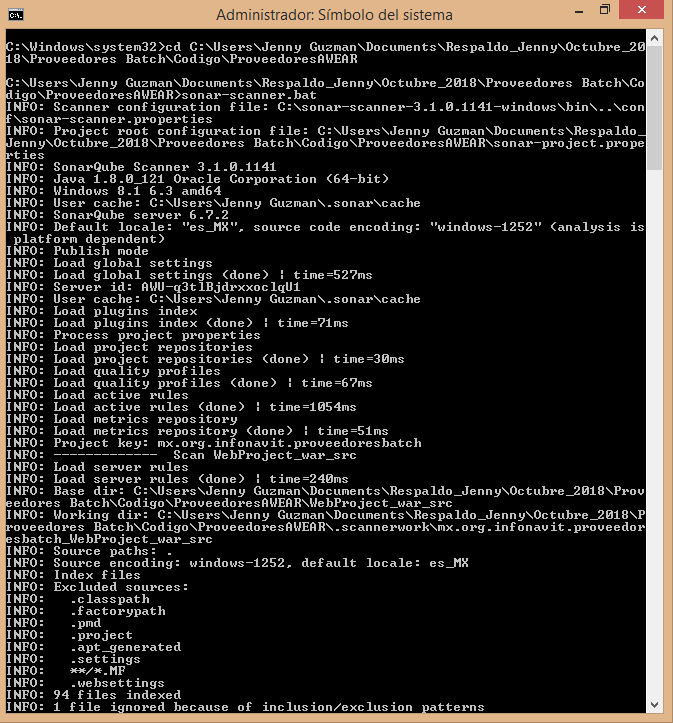 Administrador: Símbolo del sistema
C:\Windows\system32>cd C:\Users\Jenny Guzman\Documents\Respaldo_Jenny\Octubre_20
18\Proveedores Batch\Codigo\ProveedoresAWEAR
C:\Users\Jenny Guzman\Documents\Respaldo_Jenny\Octubre_2018\Proveedores Batch\Co
digo\ProveedoresAWEAR>sonar-scanner.bat
INFO: Scanner configuration file: C:\sonar-scanner-3.1.0.1141-windows\bin\..\con
f\sonar-scanner.properties
INFO: Project root configuration file: C:\Users\Jenny Guzman\Documents\Respaldo_
Jenny\Octubre_2018\Proveedores Batch\Codigo\ProveedoresAWEAR\sonar-project.prope
rties
INFO: SonarQube Scanner 3.1.0.1141
INFO: Java 1.8.0_121 Oracle Corporation (64-bit)
INFO: Windows 8.1 6.3 amd64
INFO: User cache: C:\Users\Jenny Guzman\.sonar\cache
INFO: SonarQube server 6.7.2
INFO: Default locale: "es_MX", source code encoding: "windows-1252" (analysis is
 platform dependent)
INFO: Publish mode
INFO: Load global settings
INFO: Load global settings (done) | time=527ms
INFO: Server id: AWU-q3tlBjdrxxoclqU1
INFO: User cache: C:\Users\Jenny Guzman\.sonar\cache
INFO: Load plugins index
INFO: Load plugins index (done) | time=71ms
INFO: Process project properties
INFO: Load project repositories
INFO: Load project repositories (done) | time=30ms
INFO: Load quality profiles
INFO: Load quality profiles (done) | time=67ms
INFO: Load active rules
INFO: Load active rules (done) | time=1054ms
INFO: Load metrics repository
INFO: Load metrics repository (done) | time=51ms
INFO: Project key: mx.org.infonavit.proveedoresbatch
INFO: -------------  Scan WebProject_war_src
INFO: Load server rules
INFO: Load server rules (done) | time=240ms
INFO: Base dir: C:\Users\Jenny Guzman\Documents\Respaldo_Jenny\Octubre_2018\Prov
eedores Batch\Codigo\ProveedoresAWEAR\WebProject_war_src
INFO: Working dir: C:\Users\Jenny Guzman\Documents\Respaldo_Jenny\Octubre_2018\P
roveedores Batch\Codigo\ProveedoresAWEAR\.scannerwork\mx.org.infonavit.proveedor
esbatch_WebProject_war_src
INFO: Source paths: .
INFO: Source encoding: windows-1252, default locale: es_MX
INFO: Index files
INFO: Excluded sources:
INFO:   .classpath
INFO:   .factorypath
INFO:   .pmd
INFO:   .project
INFO:   .apt_generated
INFO:   .settings
INFO:   **/*.MF
INFO:   .websettings
INFO: 94 files indexed
INFO: 1 file ignored because of inclusion/exclusion patterns